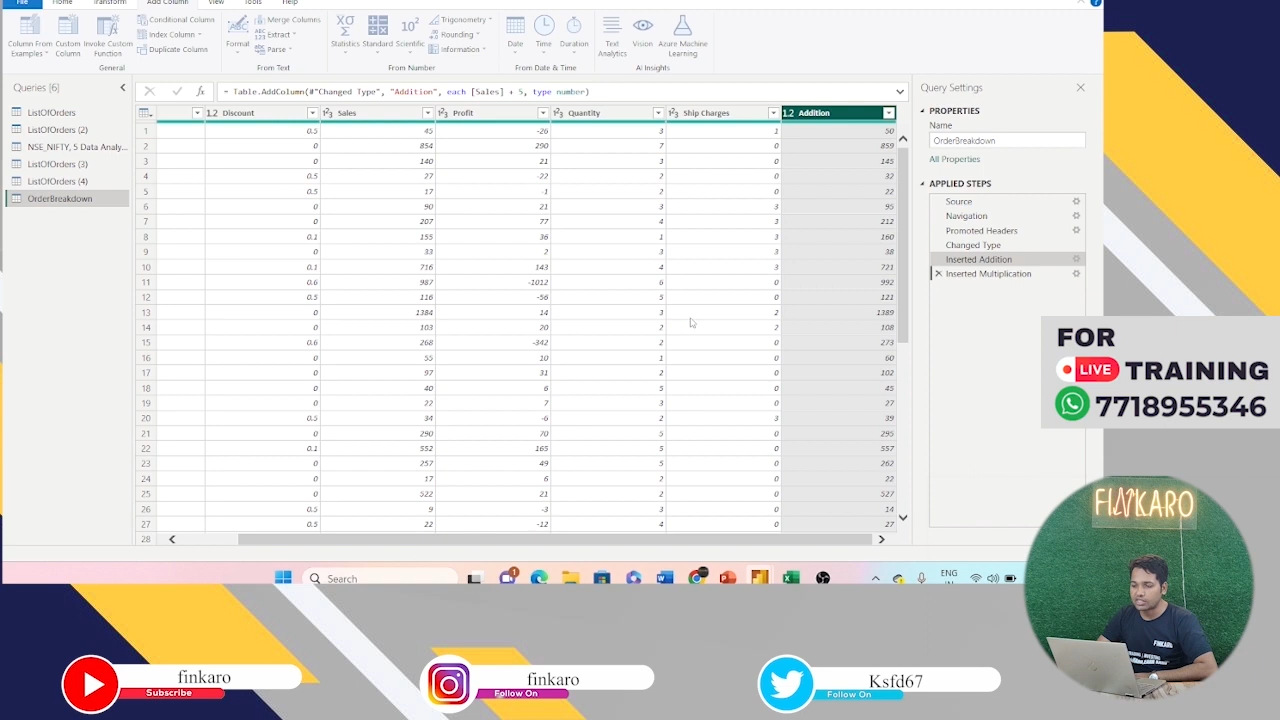 File Home Transform Add Column View Tools Help
Column From Examples Custom Column Invoke Custom Function
Conditional Column
Index Column
Duplicate Column
General
Format
Merge Columns
Extract
Parse
From Text
Statistics Standard Scientific
Trigonometry
Rounding
Information
From Number
Date Time Duration
From Date & Time
Text Analytics Vision Azure Machine Learning
AI Insights
Queries [6]
ListOfOrders
ListOfOrders (2)
NSE_NIFTY, 5 Data Analy...
ListOfOrders (3)
ListOfOrders (4)
OrderBreakdown
= Table.AddColumn(#"Changed Type", "Addition", each [Sales] + 5, type number)
1.2 Discount 123 Sales 123 Profit 123 Quantity 123 Ship Charges 1.2 Addition
1 0.5 45 -26 3 1 50
2 0 854 290 7 0 859
3 0 140 21 3 3 145
4 0.5 27 -22 2 0 32
5 0.5 17 -1 2 0 22
6 0 90 21 3 3 95
7 0 207 77 4 3 212
8 0.1 155 36 1 3 160
9 0 33 2 3 3 38
10 0.1 716 143 4 3 721
11 0.6 987 -1012 6 0 992
12 0.5 116 -56 5 0 121
13 0 1384 14 3 2 1389
14 0 103 20 2 2 108
15 0.6 268 -342 2 0 273
16 0 55 10 1 0 60
17 0 97 31 2 0 102
18 0 40 6 5 0 45
19 0 22 7 3 0 27
20 0.5 34 -6 2 3 39
21 0 290 70 5 0 295
22 0.1 552 165 5 0 557
23 0 257 49 5 0 262
24 0 17 6 2 0 22
25 0 522 21 2 0 527
26 0.5 9 -3 3 0 14
27 0.5 22 -12 4 0 27
28
Query Settings
PROPERTIES
Name
OrderBreakdown
All Properties
APPLIED STEPS
Source
Navigation
Promoted Headers
Changed Type
Inserted Addition
Inserted Multiplication
Search
ENG
FOR
LIVE TRAINING
7718955346
FINKARO
FINKARO
finkaro
Subscribe
finkaro
Follow On
Ksfd67
Follow On